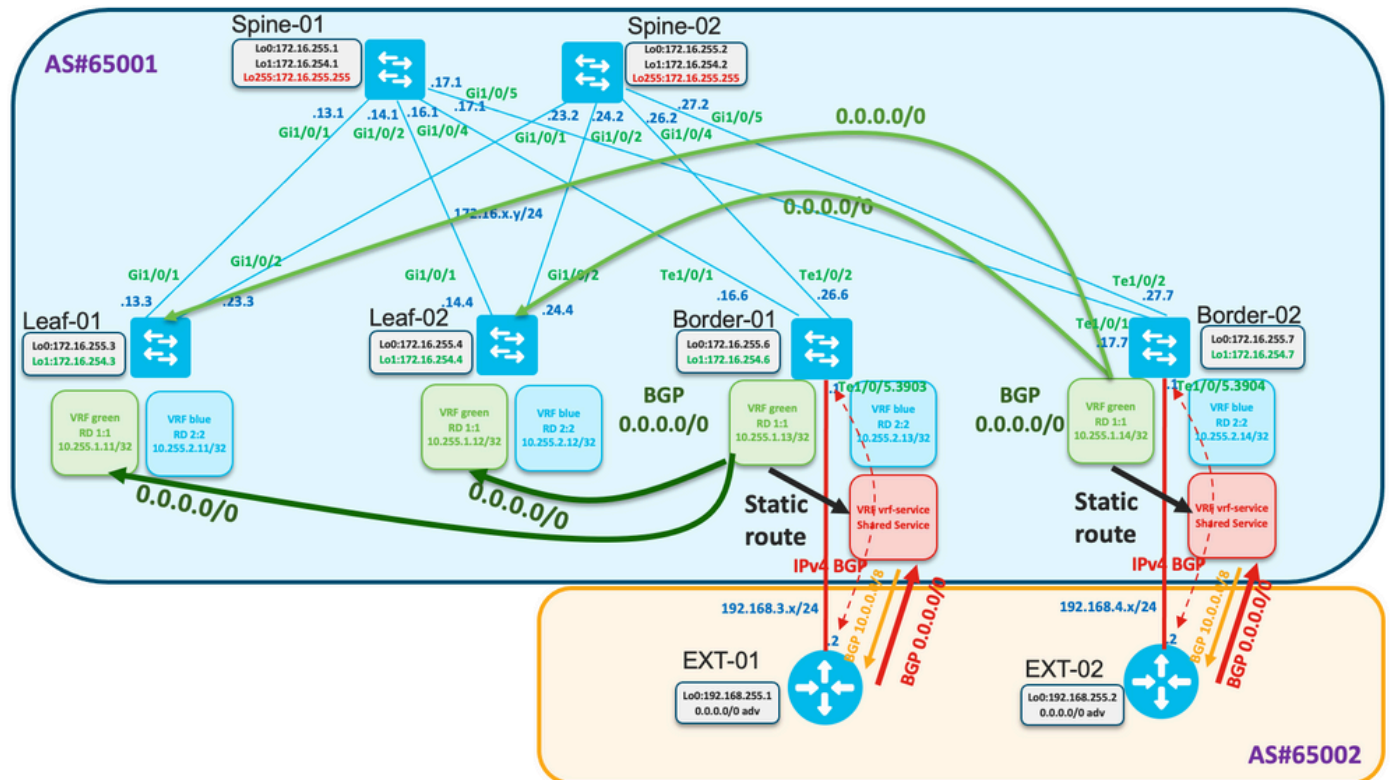 Spine-01
Lo0:172.16.255.1
Lo1:172.16.254.1
Lo255:172.16.255.255
Spine-02
Lo0:172.16.255.2
Lo1:172.16.254.2
Lo255:172.16.255.255
AS#65001
.17.1
Gi1/0/5
.13.1
.14.1
.16.1
.17.1
Gi1/0/1
Gi1/0/2
Gi1/0/4
.23.2
.24.2
.26.2
.27.2
Gi1/0/5
Gi1/0/1
Gi1/0/2
Gi1/0/4
0.0.0.0/0
0.0.0.0/0
172.16.x.y/24
Gi1/0/1
Gi1/0/2
.13.3
.23.3
Gi1/0/1
Gi1/0/2
.14.4
.24.4
Te1/0/1
Te1/0/2
.16.6
.26.6
Te1/0/2
.27.7
Te1/0/1
.17.7
Leaf-01
Lo0:172.16.255.3
Lo1:172.16.254.3
Leaf-02
Lo0:172.16.255.4
Lo1:172.16.254.4
Border-01
Lo0:172.16.255.6
Lo1:172.16.254.6
Border-02
Lo0:172.16.255.7
Lo1:172.16.254.7
VRF green
RD 1:1
10.255.1.11/32
VRF blue
RD 2:2
10.255.2.11/32
VRF green
RD 1:1
10.255.1.12/32
VRF blue
RD 2:2
10.255.2.12/32
BGP
0.0.0.0/0
VRF green
RD 1:1
10.255.1.13/32
.1
Te1/0/5.3903
VRF blue
RD 2:2
10.255.2.13/32
BGP
0.0.0.0/0
VRF green
RD 1:1
10.255.1.14/32
.1
Te1/0/5.3904
VRF blue
RD 2:2
10.255.2.14/32
0.0.0.0/0
0.0.0.0/0
Static
route
VRF vrf-service
Shared Service
Static
route
VRF vrf-service
Shared Service
IPv4 BGP
IPv4 BGP
192.168.3.x/24
.2
BGP 10.0.0.0/8
BGP 0.0.0.0/0
192.168.4.x/24
.2
BGP 10.0.0.0/8
BGP 0.0.0.0/0
EXT-01
Lo0:192.168.255.1
0.0.0.0/0 adv
EXT-02
Lo0:192.168.255.2
0.0.0.0/0 adv
AS#65002